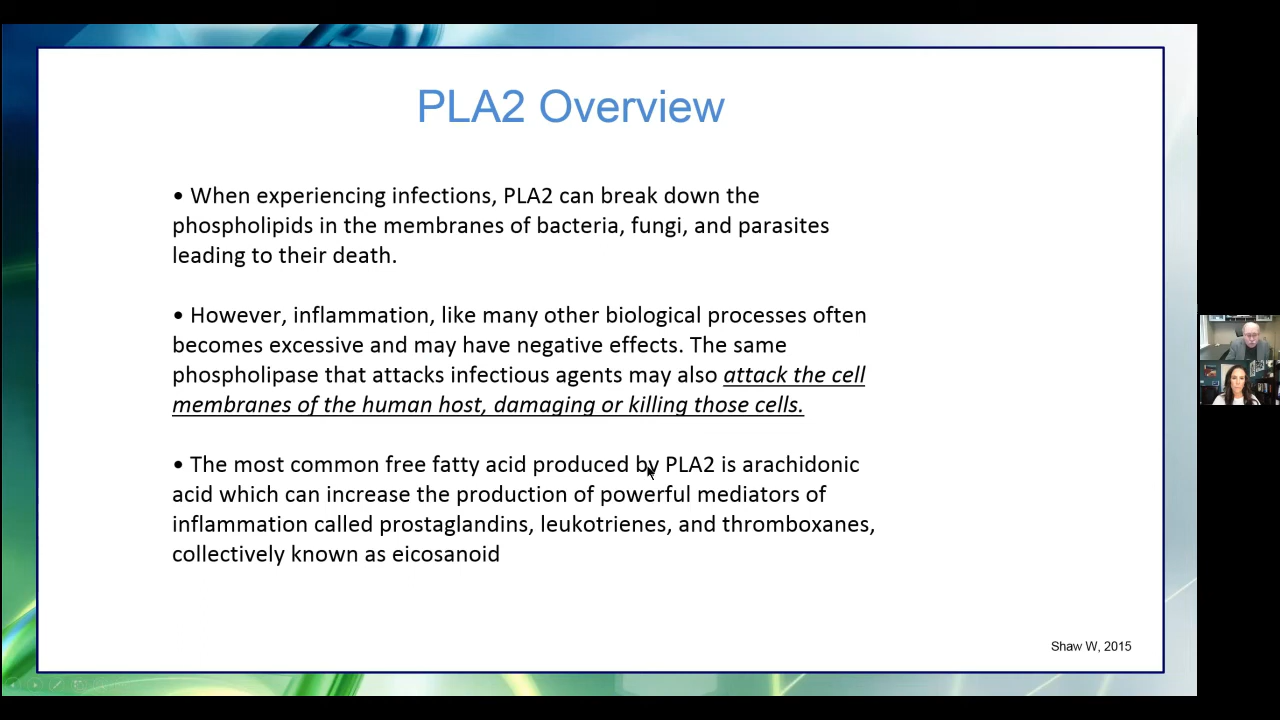 PLA2 Overview
• When experiencing infections, PLA2 can break down the
phospholipids in the membranes of bacteria, fungi, and parasites
leading to their death.
• However, inflammation, like many other biological processes often
becomes excessive and may have negative effects. The same
phospholipase that attacks infectious agents may also attack the cell
membranes of the human host, damaging or killing those cells.
• The most common free fatty acid produced by PLA2 is arachidonic
acid which can increase the production of powerful mediators of
inflammation called prostaglandins, leukotrienes, and thromboxanes,
collectively known as eicosanoid
Shaw W, 2015